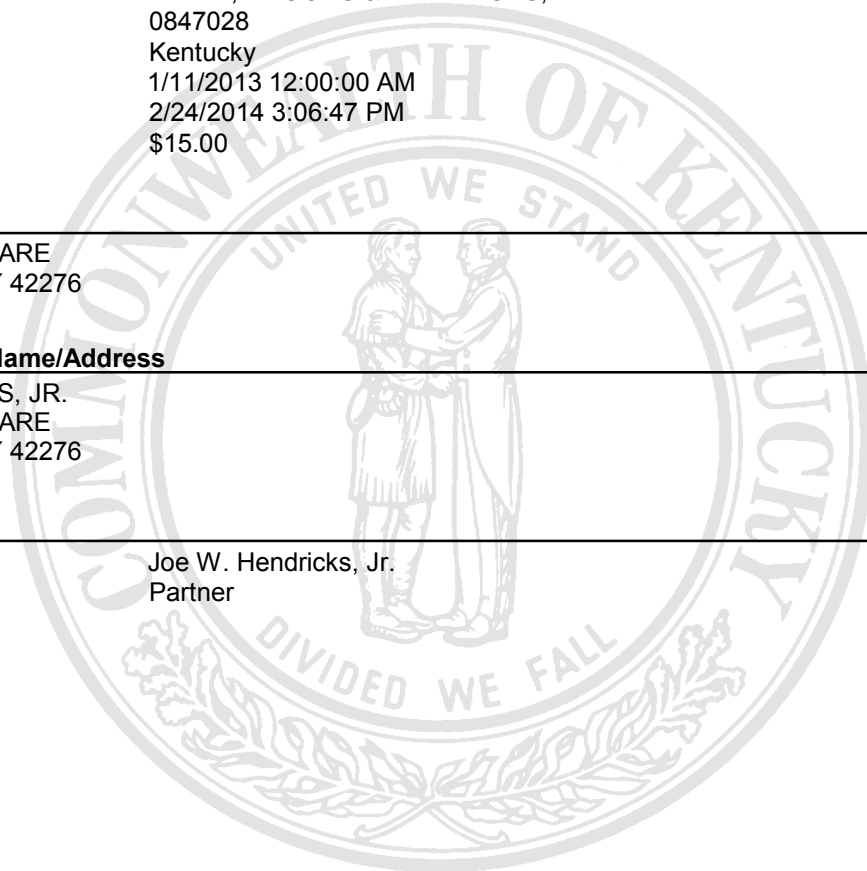 0847028
Kentucky
1/11/2013 12:00:00 AM
2/24/2014 3:06:47 PM
$15.00
COMMONWEALTH OF KENTUCKY
UNITED WE STAND
ARE
42276
ame/Address
S, JR.
ARE
42276
Joe W. Hendricks, Jr.
Partner
DIVIDED WE FALL